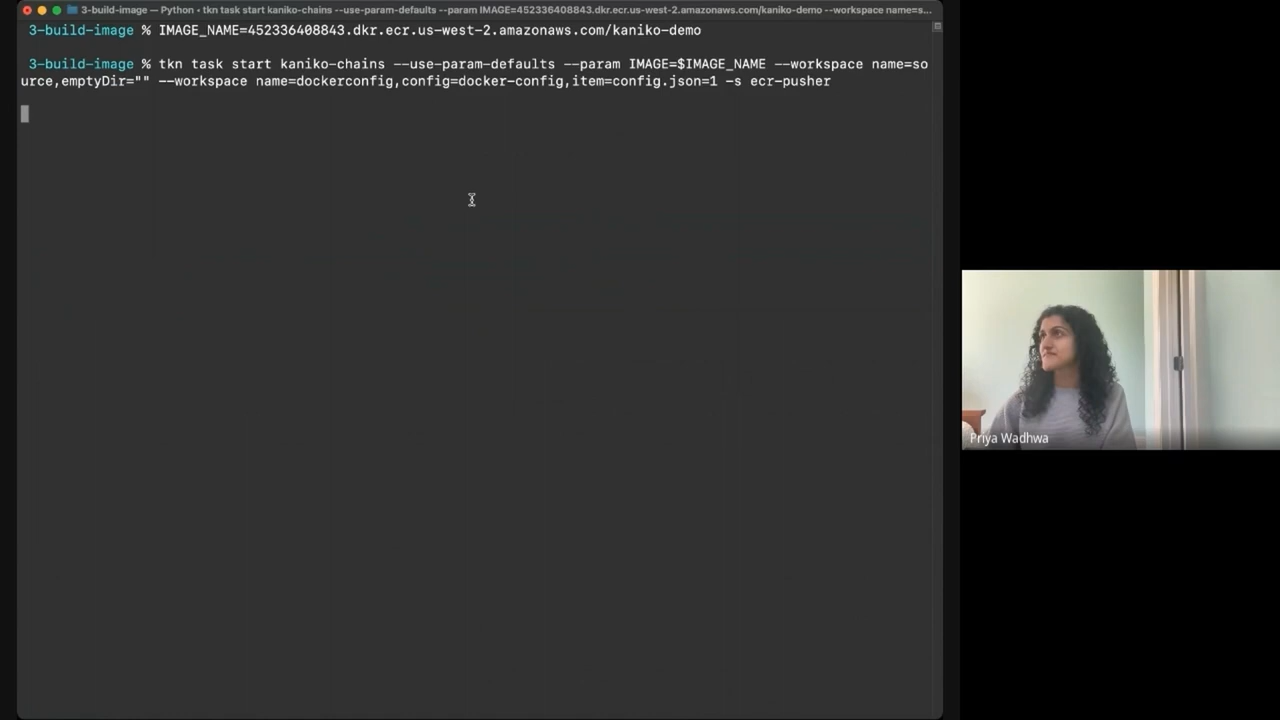 3-build-image — Python • tkn task start kaniko-chains --use-param-defaults --param IMAGE=452336408843.dkr.ecr.us-west-2.amazonaws.com/kaniko-demo --workspace name=s...
3-build-image % IMAGE_NAME=452336408843.dkr.ecr.us-west-2.amazonaws.com/kaniko-demo
3-build-image % tkn task start kaniko-chains --use-param-defaults --param IMAGE=$IMAGE_NAME --workspace name=so
urce,emptyDir="" --workspace name=dockerconfig,config=docker-config,item=config.json=1 -s ecr-pusher
Priya Wadhwa